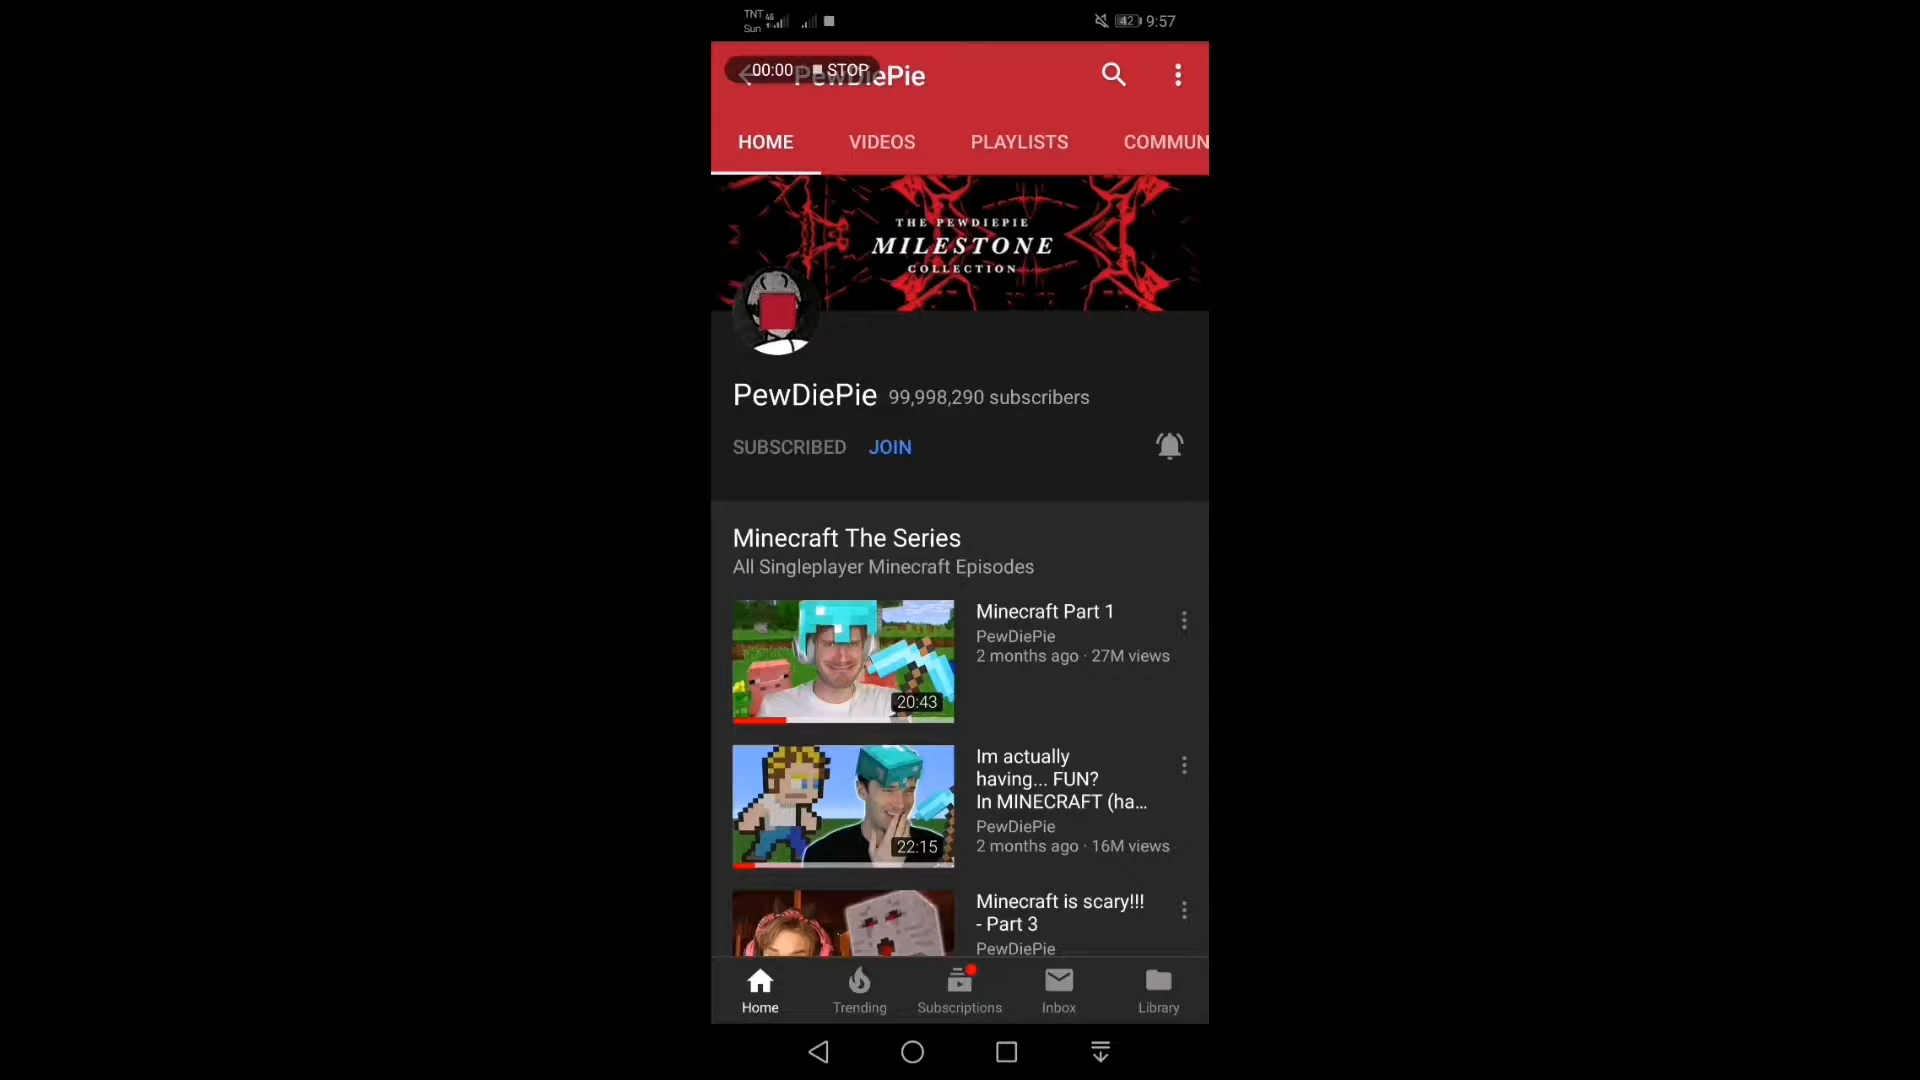 TNT 4G
Sun
42 9:57
00:00 STOP
PewDiePie
HOME VIDEOS PLAYLISTS COMMUN
THE PEWDIEPIE
MILESTONE
COLLECTION
PewDiePie 99,998,290 subscribers
SUBSCRIBED JOIN
Minecraft The Series
All Singleplayer Minecraft Episodes
Minecraft Part 1
PewDiePie
2 months ago · 27M views
20:43
Im actually
having... FUN?
In MINECRAFT (ha...
PewDiePie
2 months ago · 16M views
22:15
Minecraft is scary!!!
- Part 3
PewDiePie
Home Trending Subscriptions Inbox Library